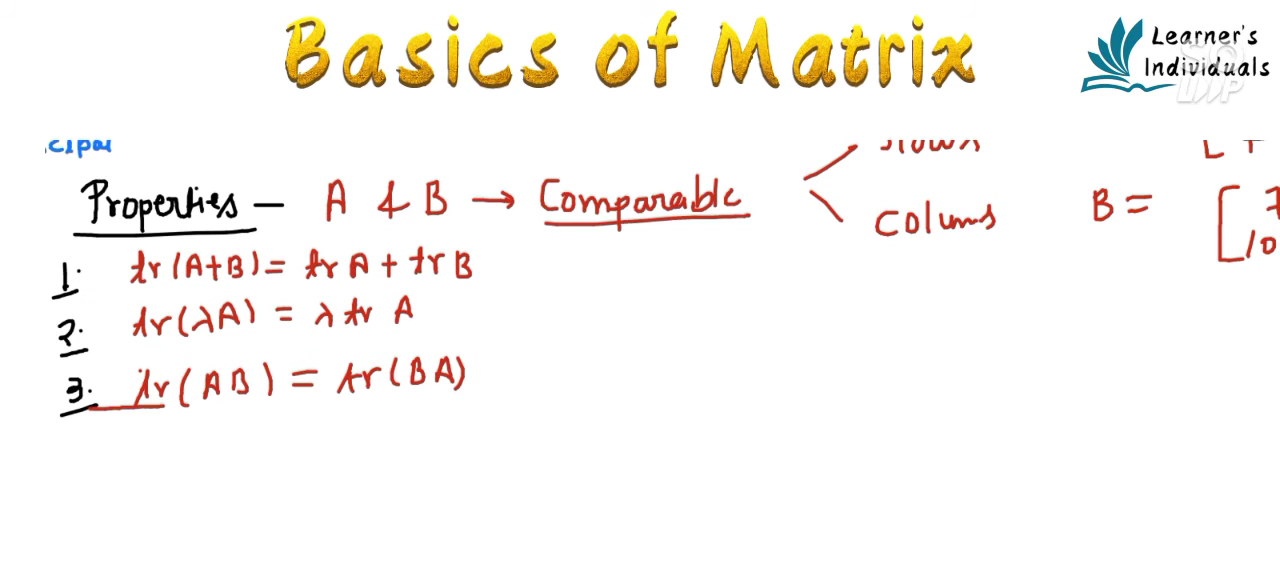 Basics of Matrix
Learner's
Individuals
Properties – A & B → Comparable
Colums
B =
1. tr(A+B) = tr A + tr B
2. tr(λA) = λ tr A
3. tr(AB) = tr(BA)